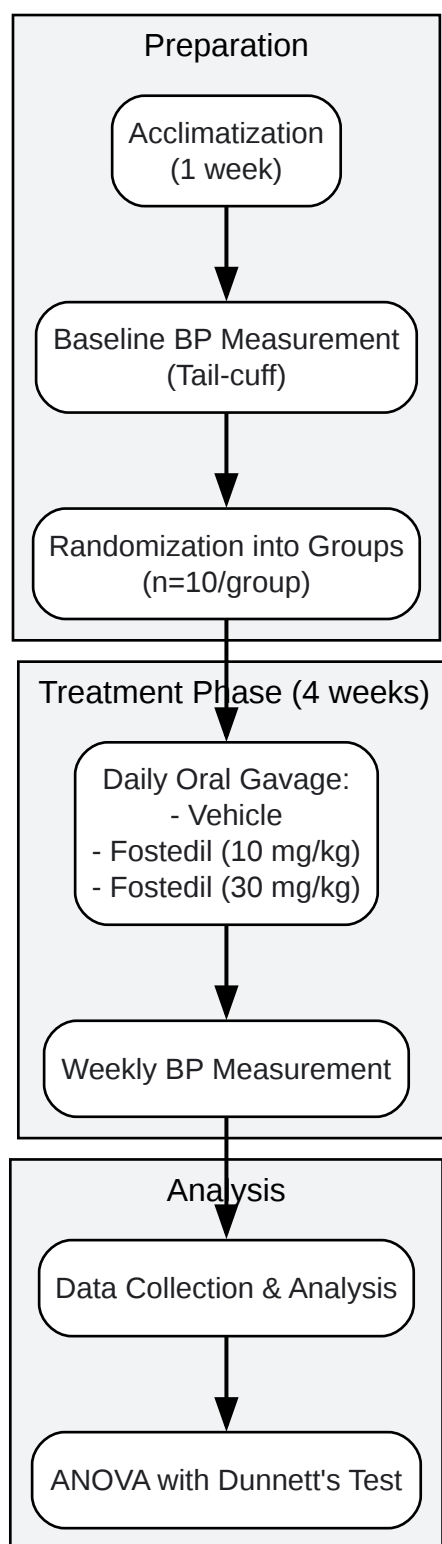 Preparation
Acclimatization
(1 week)
Baseline BP Measurement
(Tail-cuff)
Randomization into Groups
(n=10/group)
Treatment Phase (4 weeks)
Daily Oral Gavage:
- Vehicle
- Fostedil (10 mg/kg)
- Fostedil (30 mg/kg)
Weekly BP Measurement
Analysis
Data Collection & Analysis
ANOVA with Dunnett's Test